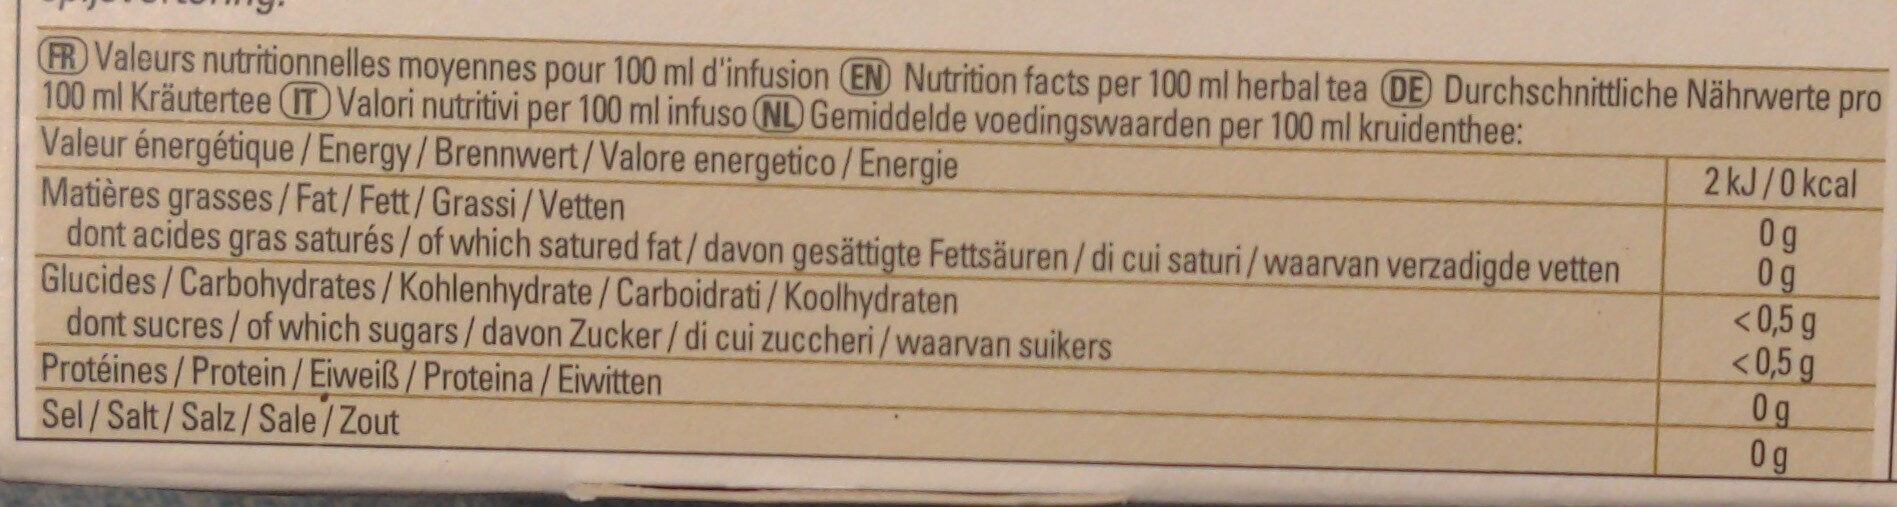 FR Valeurs nutritionnelles moyennes pour 100 ml d'infusion EN Nutrition facts per 100 ml herbal tea DE Durchschnittliche Nährwerte pro
100 ml Kräutertee IT Valori nutritivi per 100 ml infuso NL Gemiddelde voedingswaarden per 100 ml kruidenthee:
Valeur énergétique / Energy / Brennwert / Valore energetico / Energie 2 kJ / 0 kcal
Matières grasses / Fat / Fett / Grassi / Vetten 0 g
dont acides gras saturés / of which satured fat / davon gesättigte Fettsäuren / di cui saturi / waarvan verzadigde vetten 0 g
Glucides / Carbohydrates / Kohlenhydrate / Carboidrati / Koolhydraten <0,5 g
dont sucres / of which sugars / davon Zucker / di cui zuccheri / waarvan suikers <0,5 g
Protéines / Protein / Eiweiß / Proteina / Eiwitten 0 g
Sel / Salt / Salz / Sale / Zout 0 g